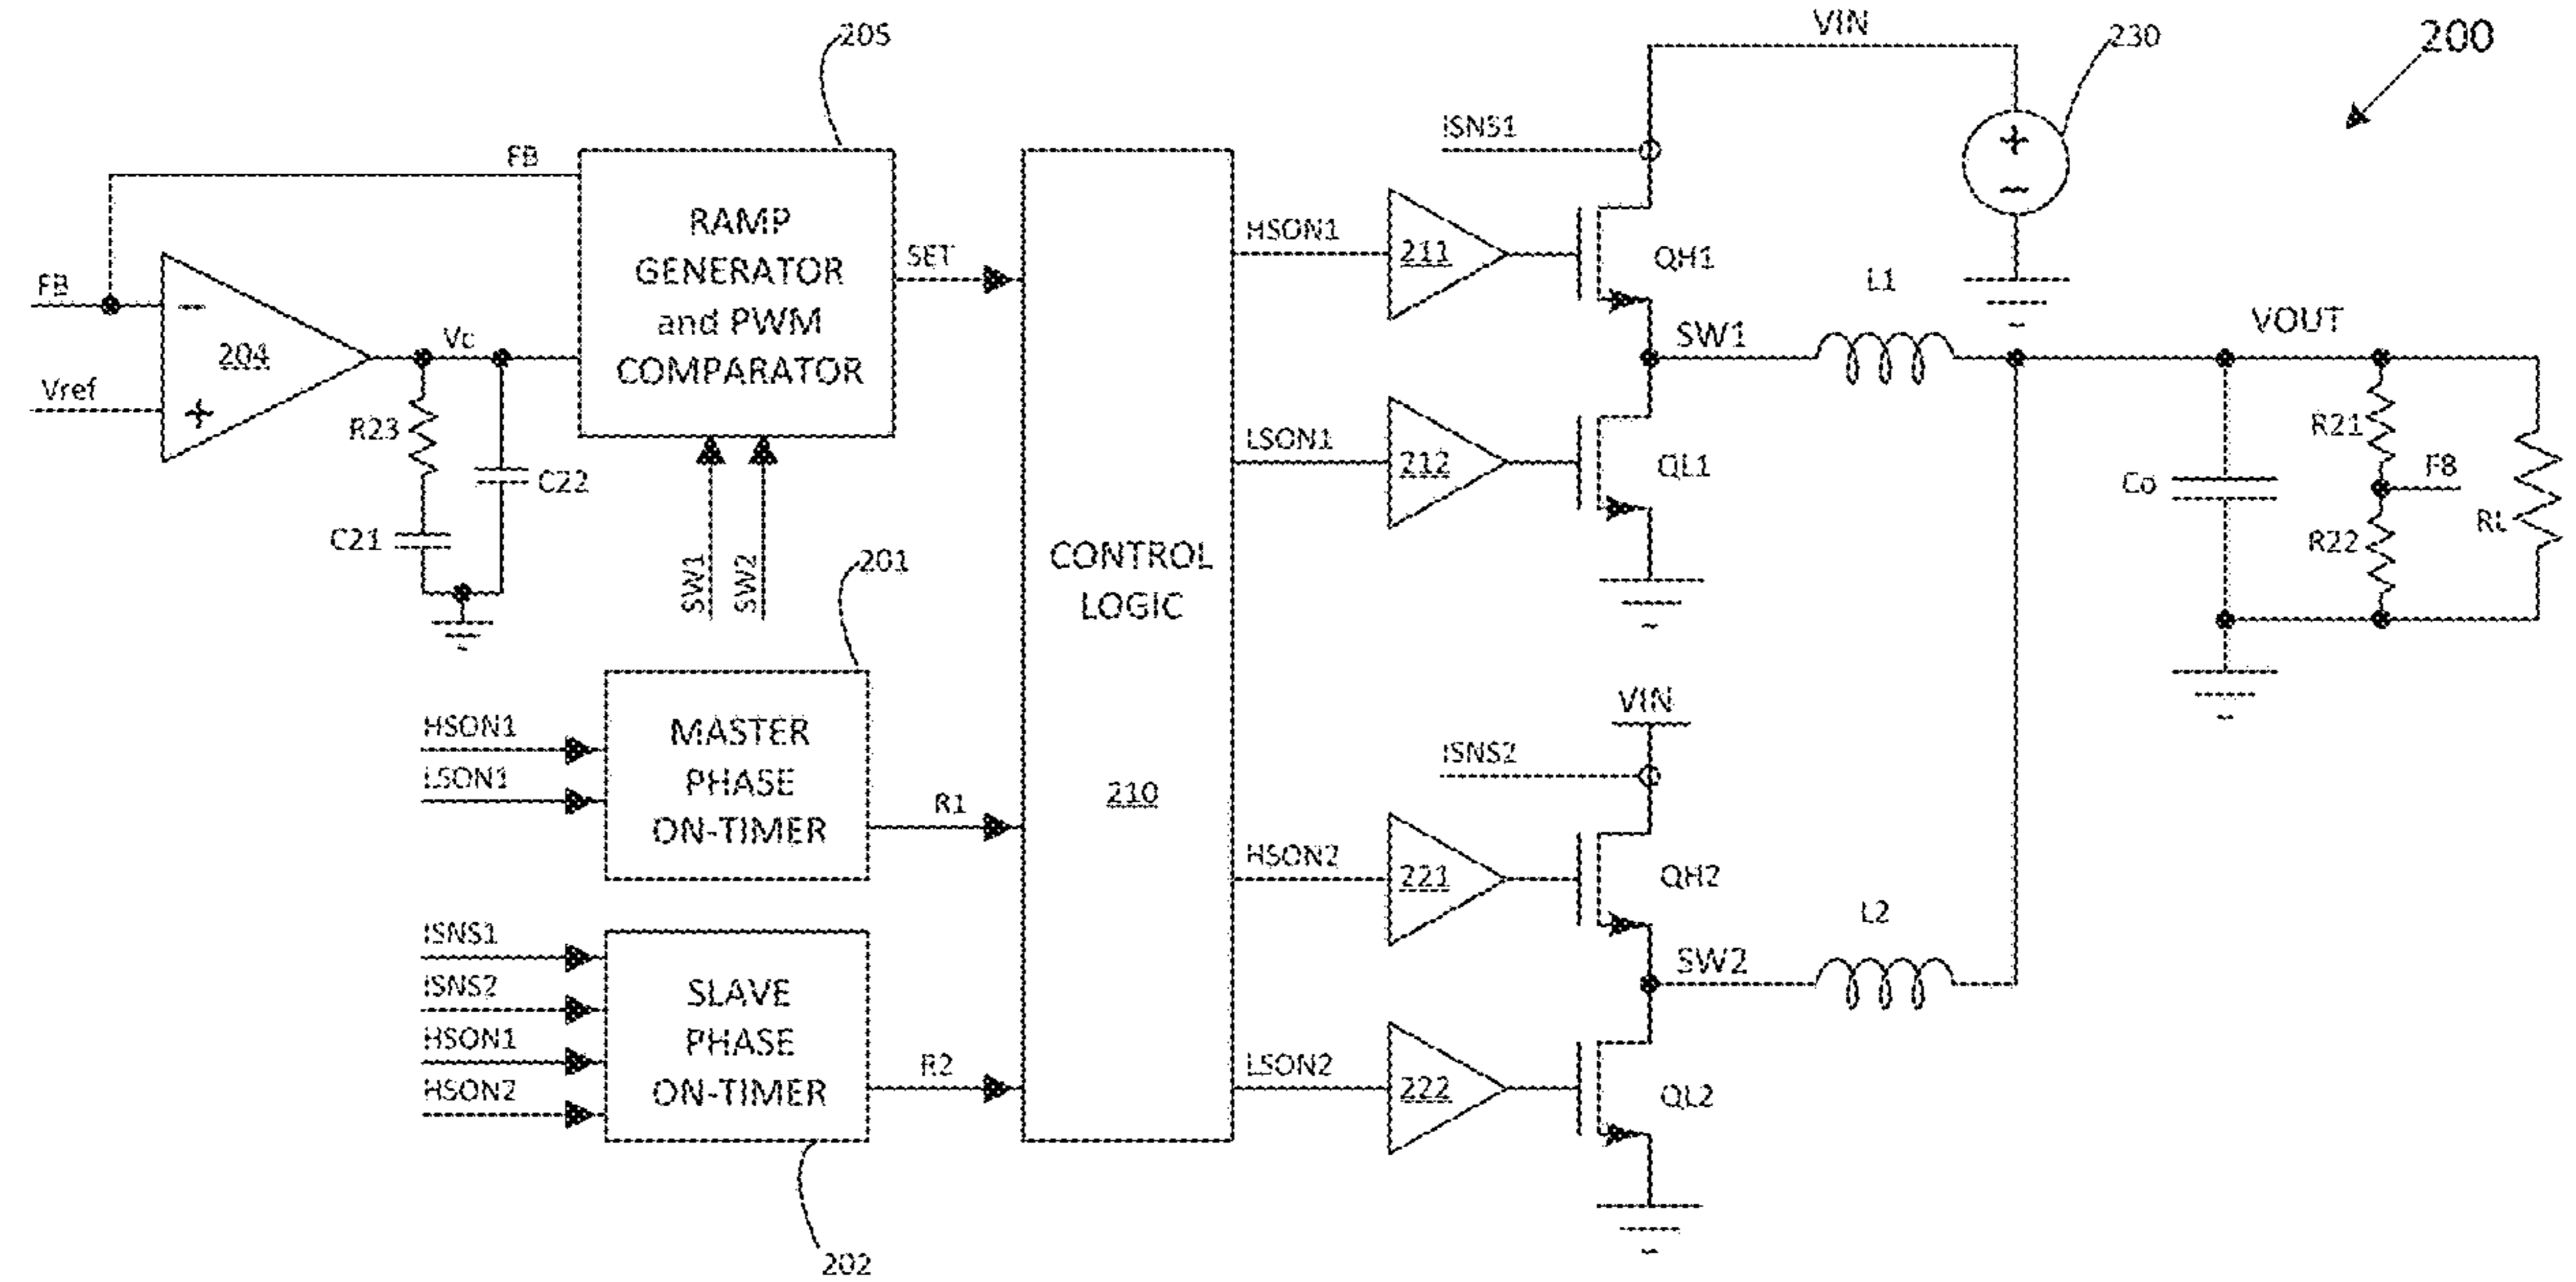 205
VIN
230
200
ISNS1
FB
RAMP
GENERATOR
and PWM
COMPARATOR
SET
HSON1
211
QH1
L1
FB
204
Vc
Vref
SW1
VOUT
R23
C22
C21
SW1
SW2
LSON1
212
QL1
R21
FB
Co
R22
RL
201
CONTROL
LOGIC
210
HSON1
LSON1
MASTER
PHASE
ON-TIMER
R1
VIN
ISNS2
HSON2
221
QH2
L2
ISNS1
ISNS2
HSON1
HSON2
SLAVE
PHASE
ON-TIMER
R2
SW2
LSON2
222
QL2
202